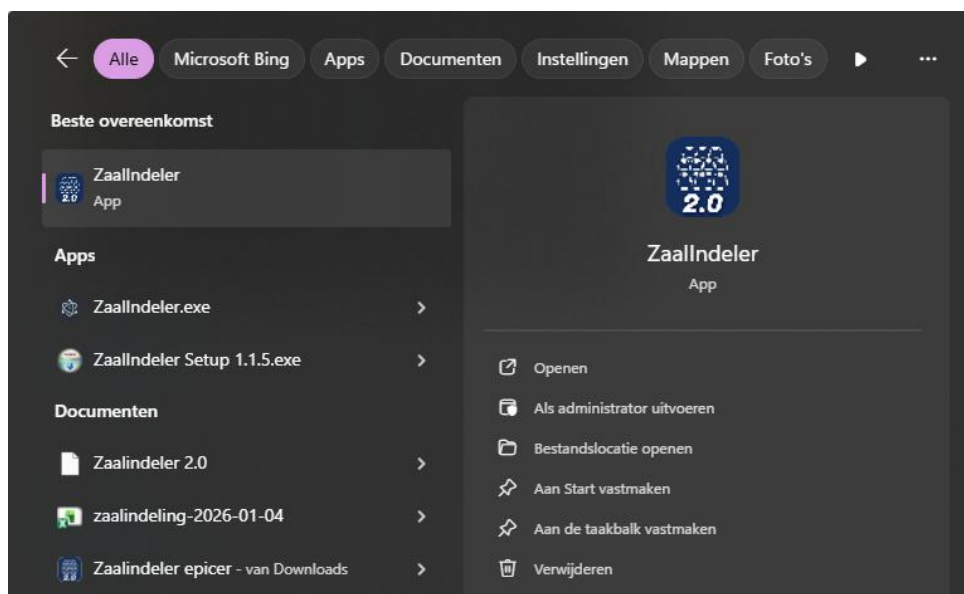 Alle
Microsoft Bing
Apps
Documenten
Instellingen
Mappen
Foto's
Beste overeenkomst
ZaalIndeler
App
Apps
ZaalIndeler.exe
ZaalIndeler Setup 1.1.5.exe
Documenten
Zaalindeler 2.0
zaalindeling-2026-01-04
Zaalindeler epicer - van Downloads
2.0
ZaalIndeler
App
Openen
Als administrator uitvoeren
Bestandslocatie openen
Aan Start vastmaken
Aan de taakbalk vastmaken
Verwijderen